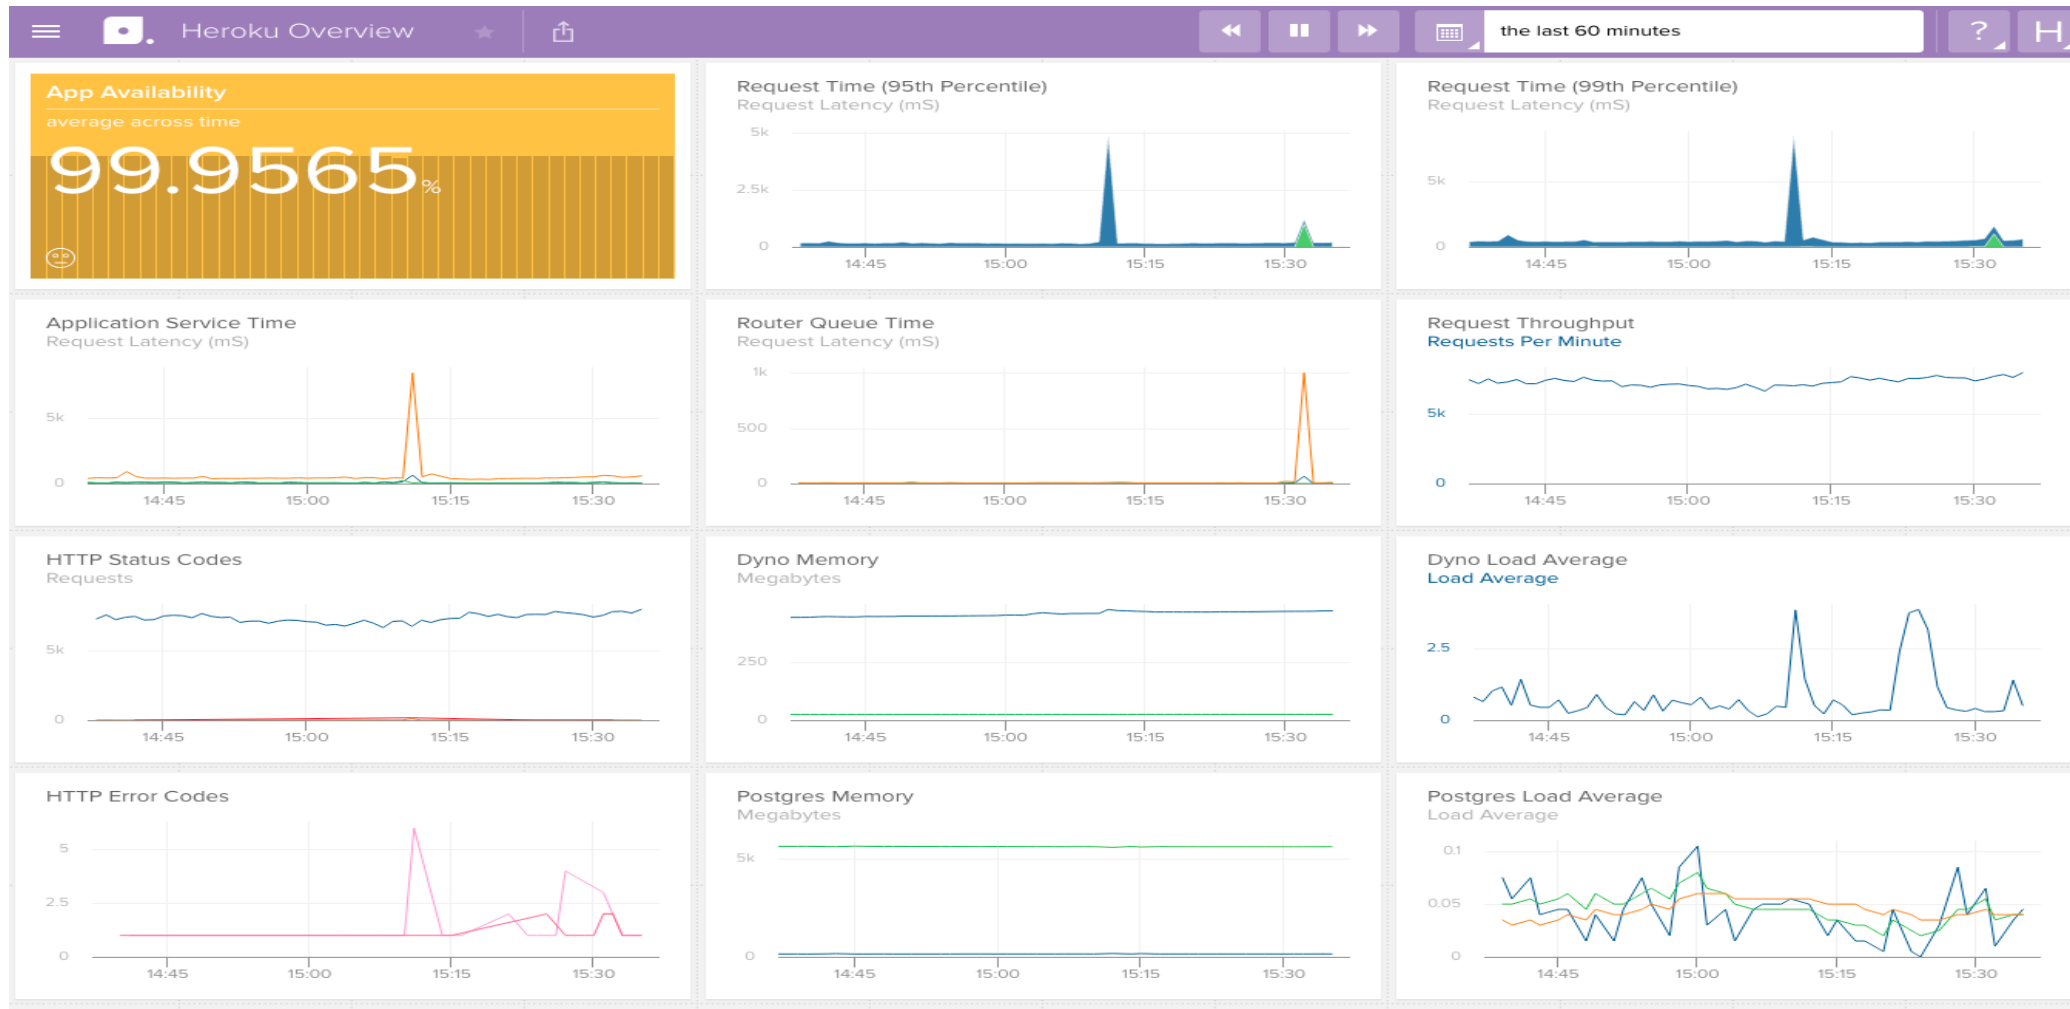 Heroku Overview
the last 60 minutes
?
H
App Availability
average across time
99.9565%
Request Time (95th Percentile)
Request Latency (mS)
5k
2.5k
0
14:45 15:00 15:15 15:30
Request Time (99th Percentile)
Request Latency (mS)
5k
0
14:45 15:00 15:15 15:30
Application Service Time
Request Latency (mS)
5k
0
14:45 15:00 15:15 15:30
Router Queue Time
Request Latency (mS)
1k
500
0
14:45 15:00 15:15 15:30
Request Throughput
Requests Per Minute
5k
0
14:45 15:00 15:15 15:30
HTTP Status Codes
Requests
5k
0
14:45 15:00 15:15 15:30
Dyno Memory
Megabytes
250
0
14:45 15:00 15:15 15:30
Dyno Load Average
Load Average
2.5
0
14:45 15:00 15:15 15:30
HTTP Error Codes
5
2.5
0
14:45 15:00 15:15 15:30
Postgres Memory
Megabytes
5k
0
14:45 15:00 15:15 15:30
Postgres Load Average
Load Average
0.1
0.05
0
14:45 15:00 15:15 15:30